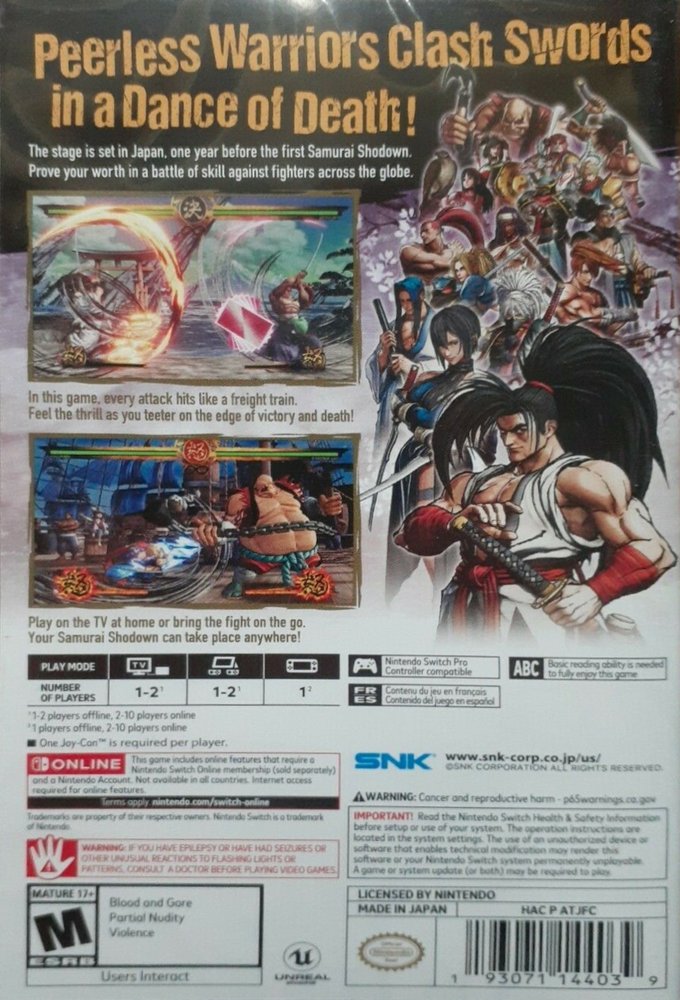 Peerless Warriors Clash Swords
in a Dance of Death!
The stage is set in Japan, one year before the first Samurai Shodown.
Prove your worth in a battle of skill against fighters across the globe.
決
In this game, every attack hits like a freight train.
Feel the thrill as you teeter on the edge of victory and death!
Play on the TV at home or bring the fight on the go.
Your Samurai Shodown can take place anywhere!
PLAY MODE
TV
NUMBER
OF PLAYERS
1-2¹
1-2¹
1²
¹1-2 players offline, 2-10 players online
²1 players offline, 2-10 players online
One Joy-Con™ is required per player.
Nintendo Switch Pro
Controller compatible
ABC
Basic reading ability is needed
to fully enjoy this game
FR
ES
Contenu du jeu en français
Contenido del juego en español
ONLINE
This game includes online features that require a
Nintendo Switch Online membership (sold separately)
and a Nintendo Account. Not available in all countries. Internet access
required for online features.
Terms apply. nintendo.com/switch-online
Trademarks are property of their respective owners. Nintendo Switch is a trademark
of Nintendo.
WARNING: IF YOU HAVE EPILEPSY OR HAVE HAD SEIZURES OR
OTHER UNUSUAL REACTIONS TO FLASHING LIGHTS OR
PATTERNS, CONSULT A DOCTOR BEFORE PLAYING VIDEO GAMES.
SNK
www.snk-corp.co.jp/us/
©SNK CORPORATION ALL RIGHTS RESERVED.
WARNING: Cancer and reproductive harm - p65warnings.ca.gov
IMPORTANT! Read the Nintendo Switch Health & Safety Information
before setup or use of your system. The operation instructions are
located in the system settings. The use of an unauthorized device or
software that enables technical modification may render this
software or your Nintendo Switch system permanently unplayable.
A game or system update (or both) may be required to play.
MATURE 17+
M
ESRB
Blood and Gore
Partial Nudity
Violence
Users Interact
UNREAL
LICENSED BY NINTENDO
MADE IN JAPAN
HAC P ATJFC
Nintendo
1 93071 14403 9